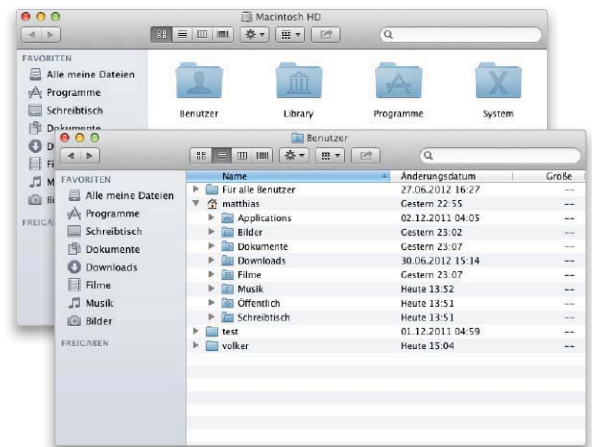 Macintosh HD
FAVORITEN
Alle meine Dateien
Programme
Schreibtisch
Dokumente
Benutzer
Library
Programme
System
Benutzer
FAVORITEN
Alle meine Dateien
Programme
Schreibtisch
Dokumente
Downloads
Filme
Musik
Bilder
FREIGABEN
Name Änderungsdatum Größe
Für alle Benutzer 27.06.2012 16:27 --
matthias Gestern 22:55 --
Applications 02.12.2011 04:05 --
Bilder Gestern 23:02 --
Dokumente Gestern 23:07 --
Downloads 30.06.2012 15:14 --
Filme Gestern 23:07 --
Musik Heute 13:52 --
Öffentlich Heute 13:51 --
Schreibtisch Heute 13:51 --
test 01.12.2011 04:59 --
volker Heute 15:04 --